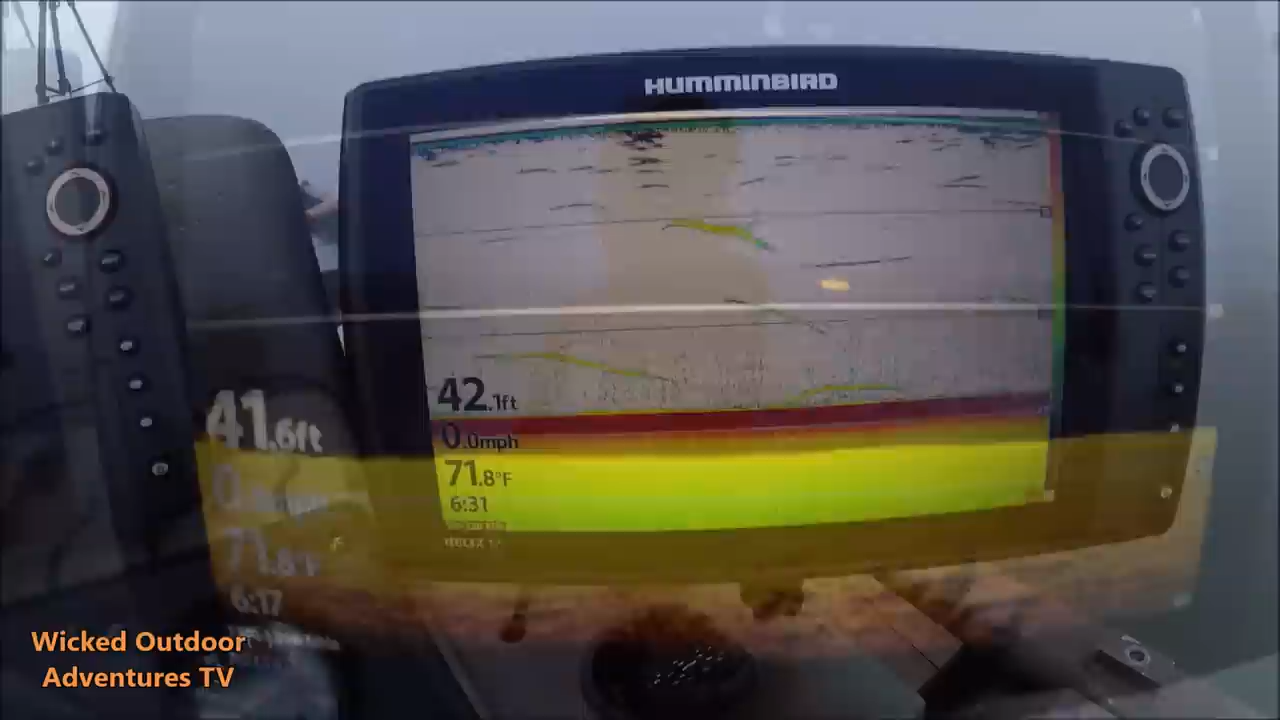 HUMMINBIRD
42.1ft
0.0mph
71.8°F
6:31
41.6ft
71.8°F
6:17
Wicked Outdoor
Adventures TV